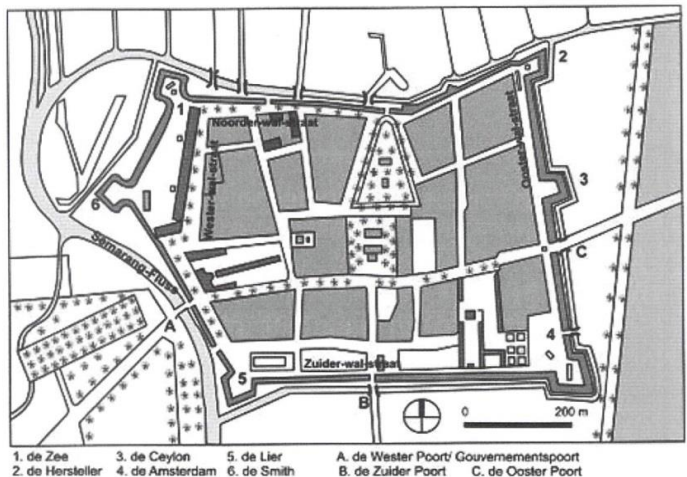 2
1
Noorder-wal-straat
Ooster-wal-straat
Wester-wal-straat
3
6
Semarang-Fluss
C
A
4
5
Zuider-wal-straat
B
0 200 m
1. de Zee 3. de Ceylon 5. de Lier A. de Wester Poort/ Gouvernementspoort
2. de Hersteller 4. de Amsterdam 6. de Smith B. de Zuider Poort C. de Ooster Poort